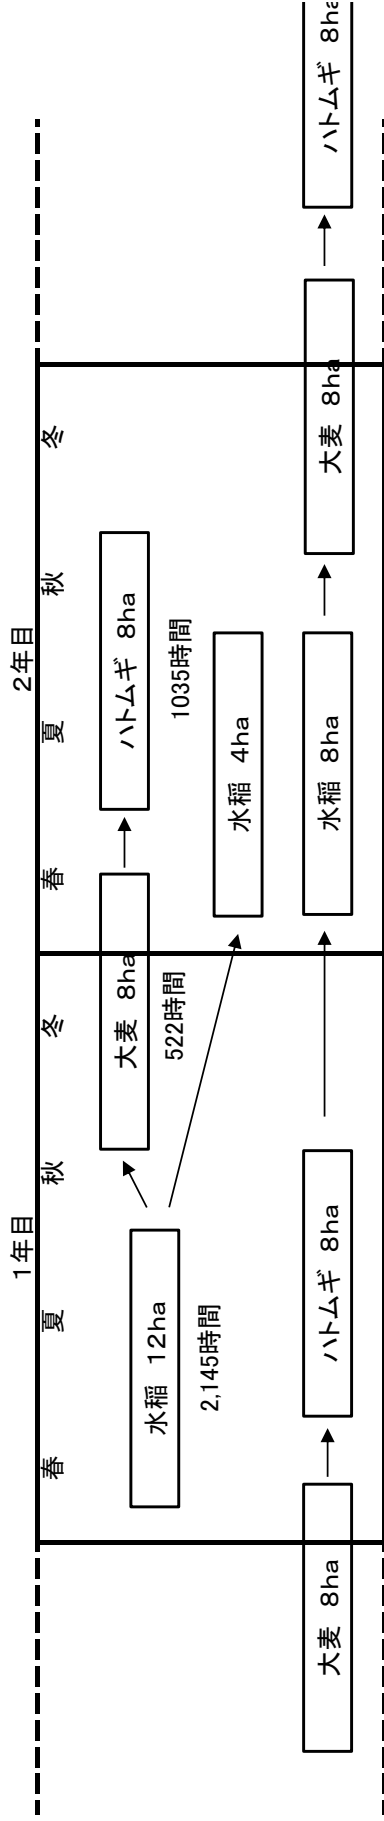 1年目
2年目
春
夏
秋
冬
春
夏
秋
冬
水稲 12ha
2,145時間
大麦 8ha
522時間
ハトムギ 8ha
1035時間
水稲 4ha
大麦 8ha
ハトムギ 8ha
水稲 8ha
大麦 8ha
ハトムギ 8ha